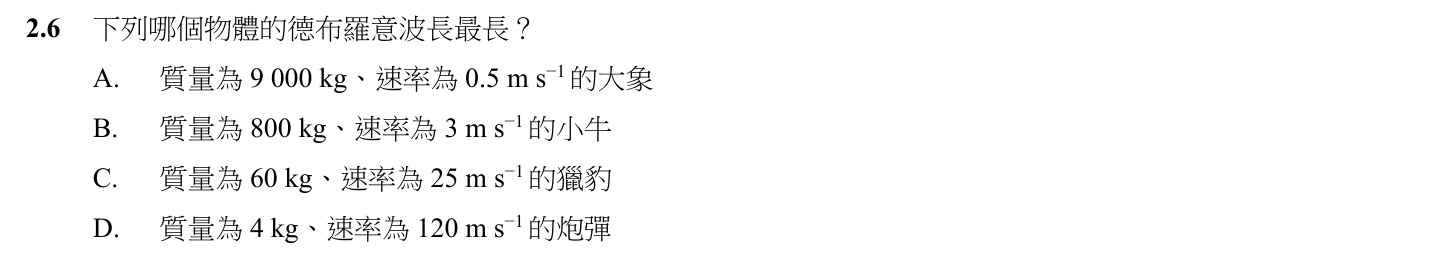 2.6 下列哪個物體的德布羅意波長最長？
A. 質量為 9 000 kg、速率為 0.5 m s⁻¹ 的大象
B. 質量為 800 kg、速率為 3 m s⁻¹ 的小牛
C. 質量為 60 kg、速率為 25 m s⁻¹ 的獵豹
D. 質量為 4 kg、速率為 120 m s⁻¹ 的炮彈